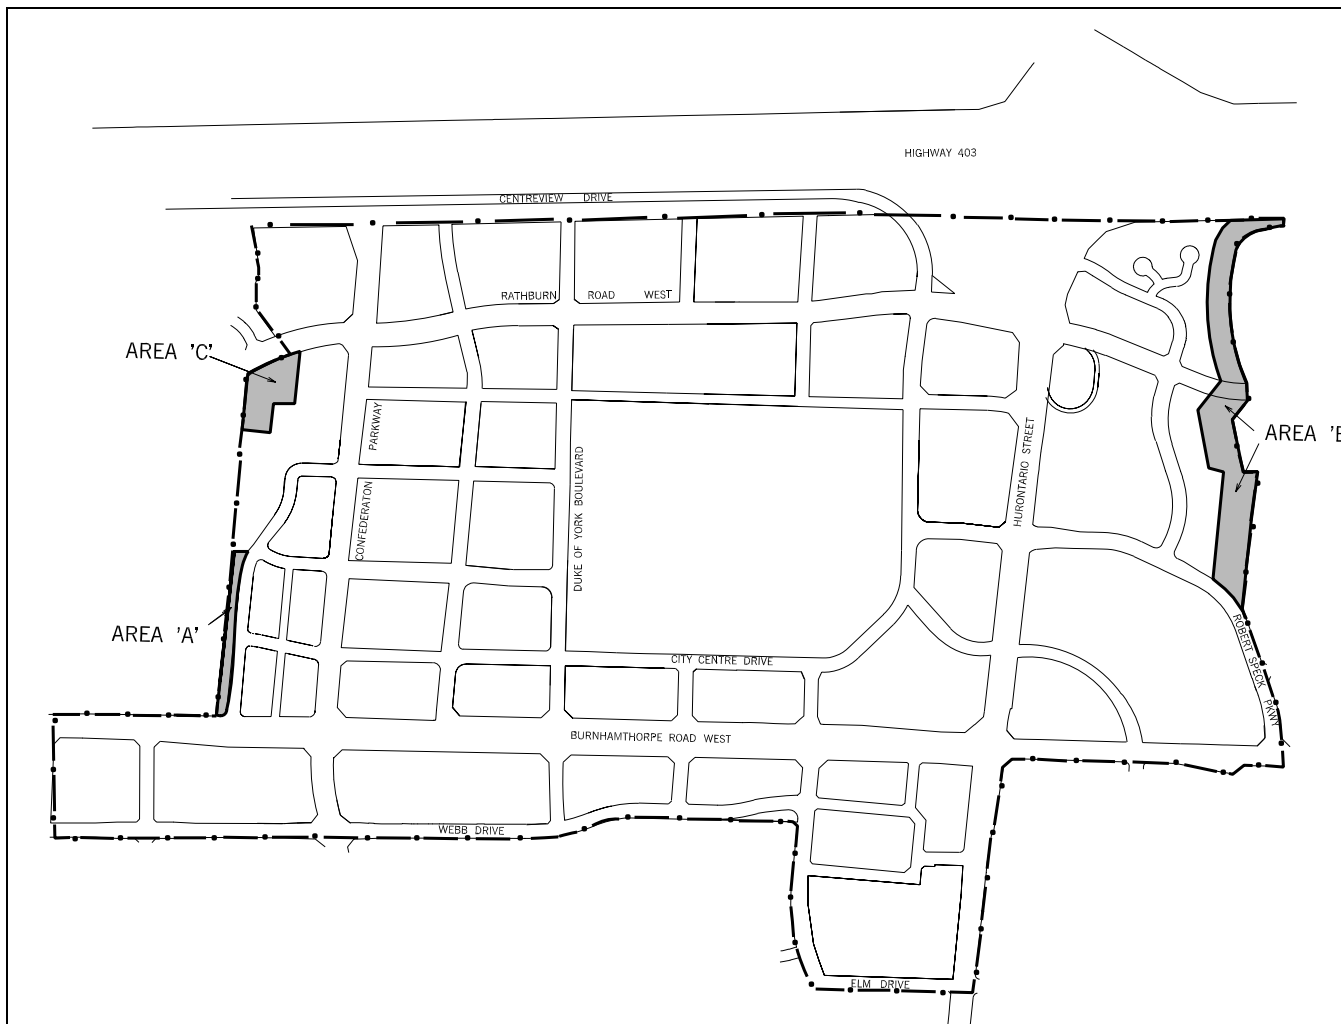 HIGHWAY 403
CENTREVIEW DRIVE
RATHBURN ROAD WEST
AREA 'C'
PARKWAY
CONFEDERATON
DUKE OF YORK BOULEVARD
HURONTARIO STREET
AREA 'B
AREA 'A'
ROBERT SPECK PKWY
CITY CENTRE DRIVE
BURNHAMTHORPE ROAD WEST
WEBB DRIVE
ELM DRIVE